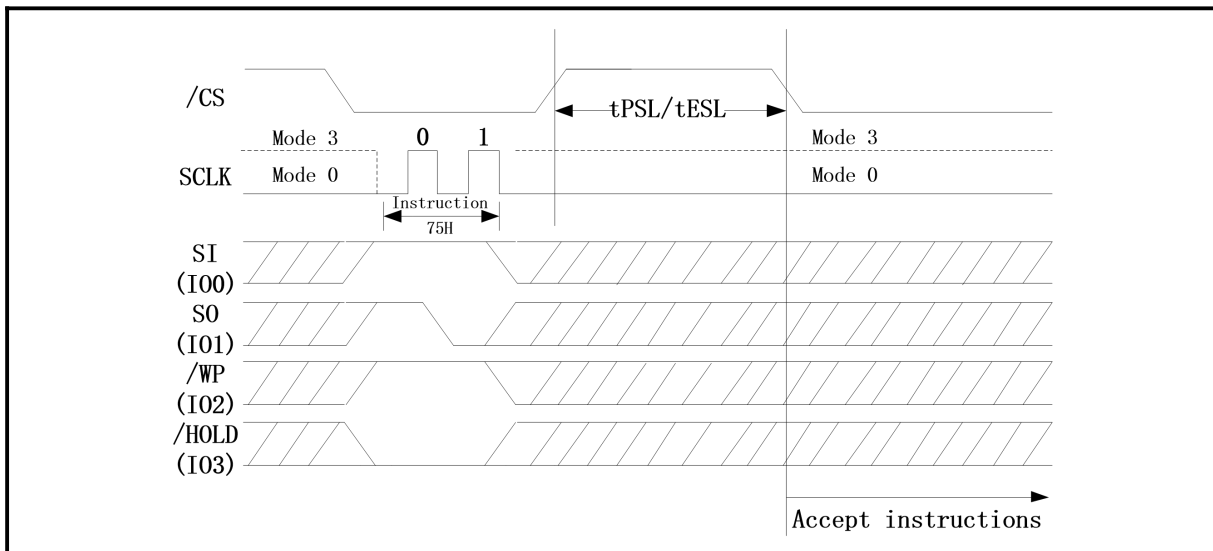 /CS
tPSL/tESL
Mode 3 0 1 Mode 3
SCLK Mode 0 Mode 0
Instruction
75H
SI
(IO0)
SO
(IO1)
/WP
(IO2)
/HOLD
(IO3)
Accept instructions